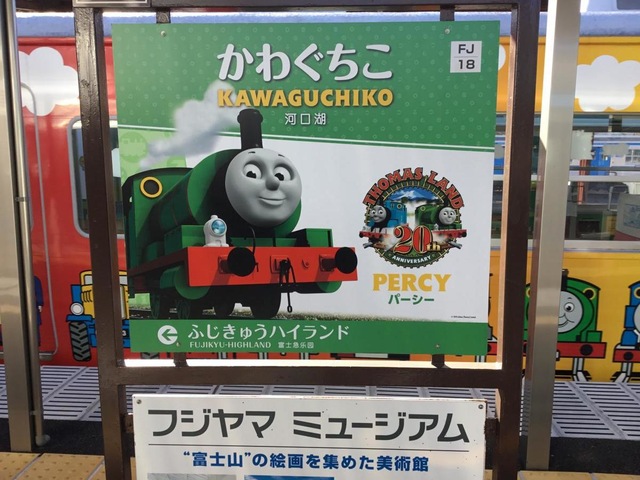 かわぐちこ
FJ
18
KAWAGUCHIKO
河口湖
THOMAS LAND
20th
ANNIVERSARY
PERCY
パーシー
ふじきゅうハイランド
FUJIKYU-HIGHLAND 富士急乐园
フジヤマ ミュージアム
“富士山”の絵画を集めた美術館